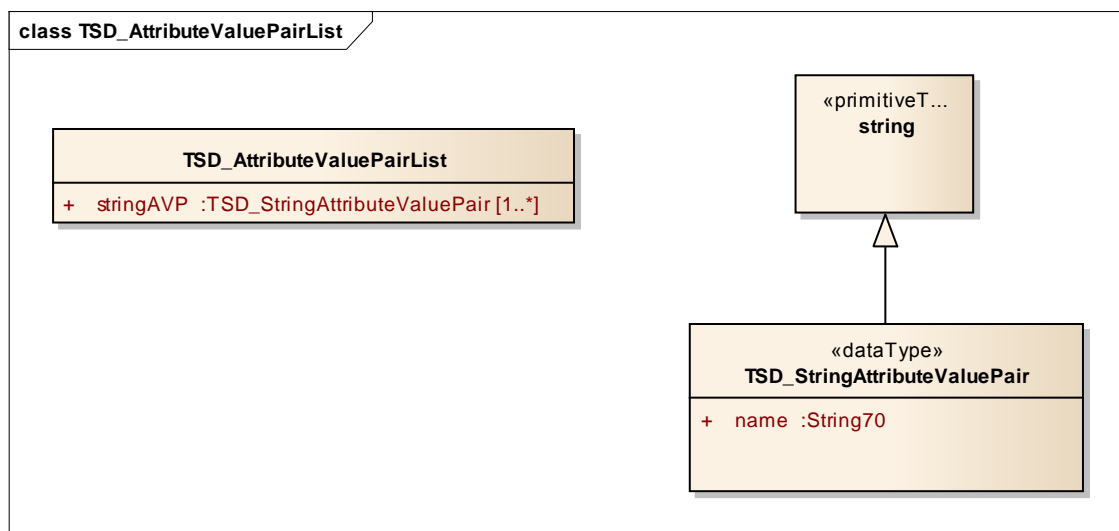 class TSD_AttributeValuePairList
TSD_AttributeValuePairList
+ stringAVP :TSD_StringAttributeValuePair [1..*]
«primitiveT...
string
«dataType»
TSD_StringAttributeValuePair
+ name :String70